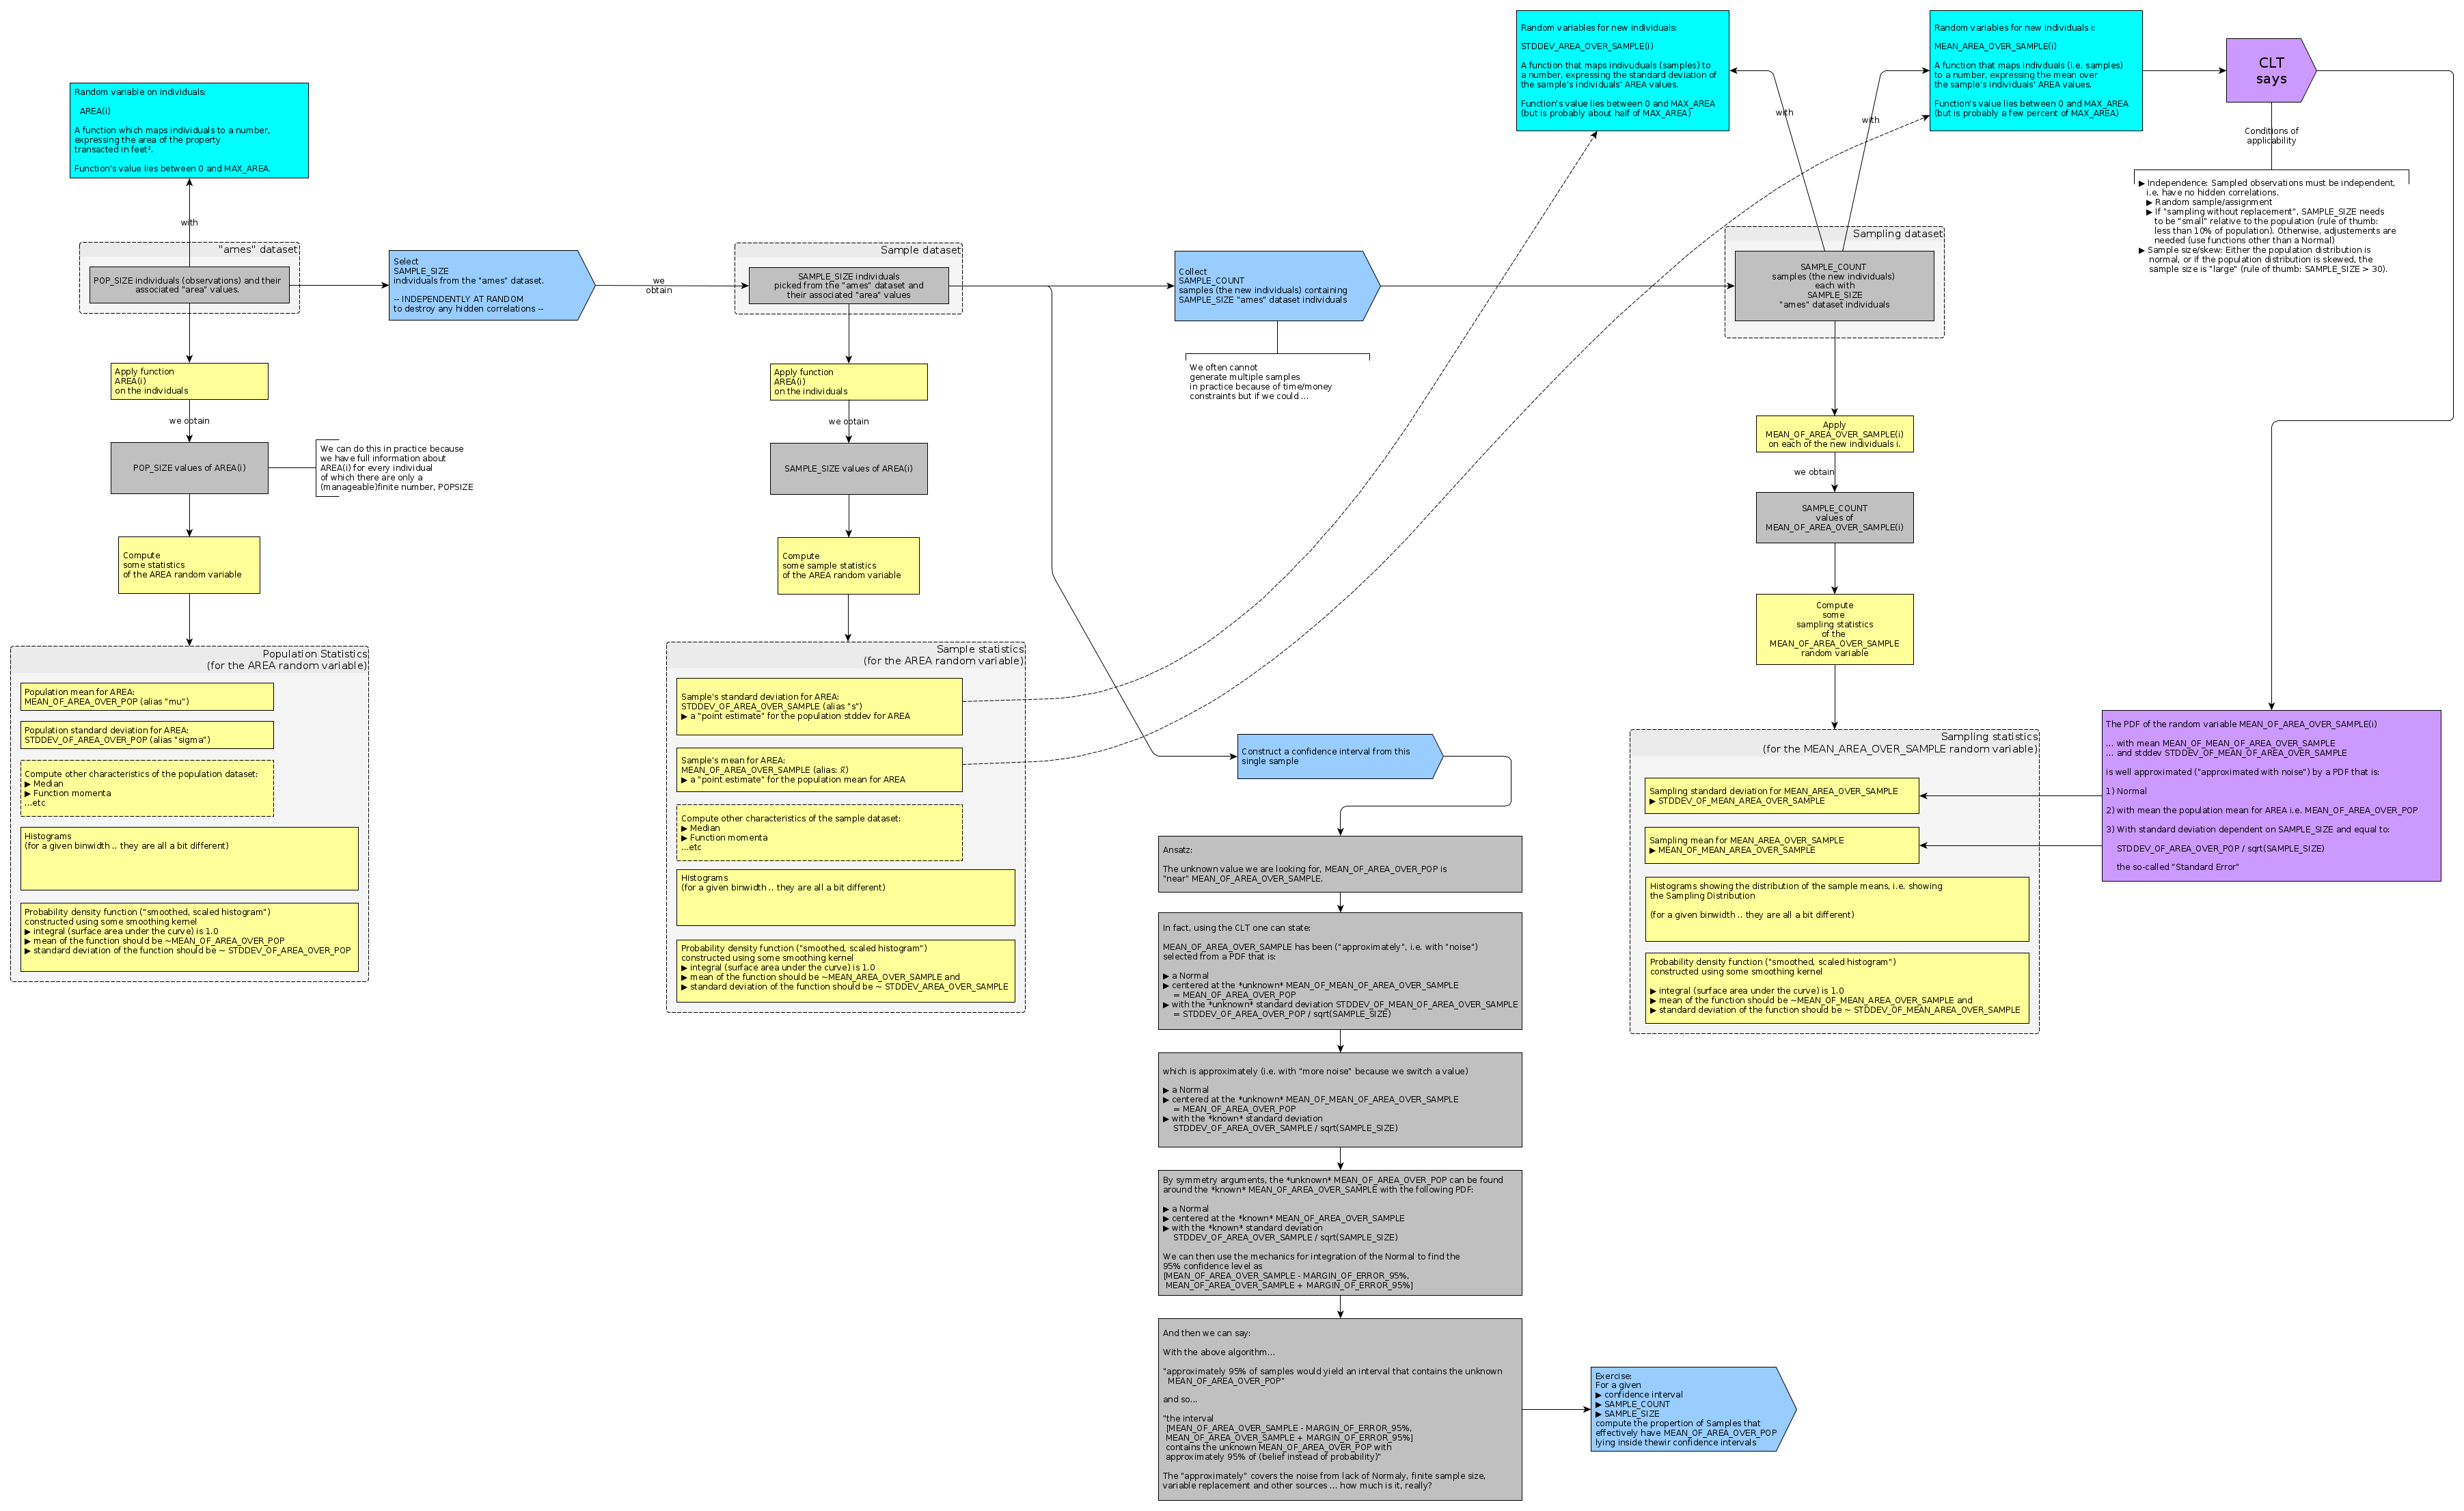 Random variable on individuals:
AREA(i)
A function which maps individuals to a number,
expressing the area of the property
transacted in feet².
Function's value lies between 0 and MAX_AREA.
with
"ames" dataset
POP_SIZE individuals (observations) and their
associated "area" values.
Apply function
AREA(i)
on the individuals
we obtain
POP_SIZE values of AREA(i)
We can do this in practice because
we have full information about
AREA(i) for every individual
of which there are only a
(manageable)finite number, POPSIZE
Compute
some statistics
of the AREA random variable
Population Statistics
(for the AREA random variable)
Population mean for AREA:
MEAN_OF_AREA_OVER_POP (alias "mu")
Population standard deviation for AREA:
STDDEV_OF_AREA_OVER_POP (alias "sigma")
Compute other characteristics of the population dataset:
▶ Median
▶ Function momenta
...etc
Histograms
(for a given binwidth .. they are all a bit different)
Probability density function ("smoothed, scaled histogram")
constructed using some smoothing kernel
▶ integral (surface area under the curve) is 1.0
▶ mean of the function should be ~MEAN_OF_AREA_OVER_POP
▶ standard deviation of the function should be ~ STDDEV_OF_AREA_OVER_POP
Select
SAMPLE_SIZE
individuals from the "ames" dataset.
-- INDEPENDENTLY AT RANDOM
to destroy any hidden correlations --
we
obtain
Sample dataset
SAMPLE_SIZE individuals
picked from the "ames" dataset and
their associated "area" values
Apply function
AREA(i)
on the individuals
we obtain
SAMPLE_SIZE values of AREA(i)
Compute
some sample statistics
of the AREA random variable
Sample statistics
(for the AREA random variable)
Sample's standard deviation for AREA:
STDDEV_OF_AREA_OVER_SAMPLE (alias "s")
▶ a "point estimate" for the population stddev for AREA
Sample's mean for AREA:
MEAN_OF_AREA_OVER_SAMPLE (alias: x̄)
▶ a "point estimate" for the population mean for AREA
Compute other characteristics of the sample dataset:
▶ Median
▶ Function momenta
...etc
Histograms
(for a given binwidth .. they are all a bit different)
Probability density function ("smoothed, scaled histogram")
constructed using some smoothing kernel
▶ integral (surface area under the curve) is 1.0
▶ mean of the function should be ~MEAN_AREA_OVER_SAMPLE and
▶ standard deviation of the function should be ~ STDDEV_AREA_OVER_SAMPLE
Collect
SAMPLE_COUNT
samples (the new individuals) containing
SAMPLE_SIZE "ames" dataset individuals
We often cannot
generate multiple samples
in practice because of time/money
constraints but if we could ...
Construct a confidence interval from this
single sample
Ansatz:
The unknown value we are looking for, MEAN_OF_AREA_OVER_POP is
"near" MEAN_OF_AREA_OVER_SAMPLE.
In fact, using the CLT one can state:
MEAN_OF_AREA_OVER_SAMPLE has been ("approximately", i.e. with "noise")
selected from a PDF that is:
▶ a Normal
▶ centered at the *unknown* MEAN_OF_MEAN_OF_AREA_OVER_SAMPLE
= MEAN_OF_AREA_OVER_POP
▶ with the *unknown* standard deviation STDDEV_OF_MEAN_OF_AREA_OVER_SAMPLE
= STDDEV_OF_AREA_OVER_POP / sqrt(SAMPLE_SIZE)
which is approximately (i.e. with "more noise" because we switch a value)
▶ a Normal
▶ centered at the *unknown* MEAN_OF_MEAN_OF_AREA_OVER_SAMPLE
= MEAN_OF_AREA_OVER_POP
▶ with the *known* standard deviation
STDDEV_OF_AREA_OVER_SAMPLE / sqrt(SAMPLE_SIZE)
By symmetry arguments, the *unknown* MEAN_OF_AREA_OVER_POP can be found
around the *known* MEAN_OF_AREA_OVER_SAMPLE with the following PDF:
▶ a Normal
▶ centered at the *known* MEAN_OF_AREA_OVER_SAMPLE
▶ with the *known* standard deviation
STDDEV_OF_AREA_OVER_SAMPLE / sqrt(SAMPLE_SIZE)
We can then use the mechanics for integration of the Normal to find the
95% confidence level as
[MEAN_OF_AREA_OVER_SAMPLE - MARGIN_OF_ERROR_95%,
MEAN_OF_AREA_OVER_SAMPLE + MARGIN_OF_ERROR_95%]
And then we can say:
With the above algorithm...
"approximately 95% of samples would yield an interval that contains the unknown
MEAN_OF_AREA_OVER_POP"
and so...
"the interval
[MEAN_OF_AREA_OVER_SAMPLE - MARGIN_OF_ERROR_95%,
MEAN_OF_AREA_OVER_SAMPLE + MARGIN_OF_ERROR_95%]
contains the unknown MEAN_OF_AREA_OVER_POP with
approximately 95% of (belief instead of probability)"
The "approximately" covers the noise from lack of Normaly, finite sample size,
variable replacement and other sources ... how much is it, really?
Exercise:
For a given
▶ confidence interval
▶ SAMPLE_COUNT
▶ SAMPLE_SIZE
compute the propertion of Samples that
effectively have MEAN_OF_AREA_OVER_POP
lying inside thewir confidence intervals
Random variables for new individuals:
STDDEV_AREA_OVER_SAMPLE(i)
A function that maps indivuduals (samples) to
a number, expressing the standard deviation of
the sample's individuals' AREA values.
Function's value lies between 0 and MAX_AREA
(but is probably about half of MAX_AREA)
with
with
Random variables for new individuals i:
MEAN_AREA_OVER_SAMPLE(i)
A function that maps indivduals (i.e. samples)
to a number, expressing the mean over
the sample's individuals' AREA values.
Function's value lies between 0 and MAX_AREA
(but is probably a few percent of MAX_AREA)
Sampling dataset
SAMPLE_COUNT
samples (the new individuals)
each with
SAMPLE_SIZE
"ames" dataset individuals
Apply
MEAN_OF_AREA_OVER_SAMPLE(i)
on each of the new individuals i.
we obtain
SAMPLE_COUNT
values of
MEAN_OF_AREA_OVER_SAMPLE(i)
Compute
some
sampling statistics
of the
MEAN_OF_AREA_OVER_SAMPLE
random variable
Sampling statistics
(for the MEAN_AREA_OVER_SAMPLE random variable)
Sampling standard deviation for MEAN_AREA_OVER_SAMPLE
▶ STDDEV_OF_MEAN_AREA_OVER_SAMPLE
Sampling mean for MEAN_AREA_OVER_SAMPLE
▶ MEAN_OF_MEAN_AREA_OVER_SAMPLE
Histograms showing the distribution of the sample means, i.e. showing
the Sampling Distribution
(for a given binwidth .. they are all a bit different)
Probability density function ("smoothed, scaled histogram")
constructed using some smoothing kernel
▶ integral (surface area under the curve) is 1.0
▶ mean of the function should be ~MEAN_OF_MEAN_AREA_OVER_SAMPLE and
▶ standard deviation of the function should be ~ STDDEV_OF_MEAN_AREA_OVER_SAMPLE
CLT
says
Conditions of
applicability
▶ Independence: Sampled observations must be independent,
i.e. have no hidden correlations.
▶ Random sample/assignment
▶ If "sampling without replacement", SAMPLE_SIZE needs
to be "small" relative to the population (rule of thumb:
less than 10% of population). Otherwise, adjustements are
needed (use functions other than a Normal)
▶ Sample size/skew: Either the population distribution is
normal, or if the population distribution is skewed, the
sample size is "large" (rule of thumb: SAMPLE_SIZE > 30).
The PDF of the random variable MEAN_OF_AREA_OVER_SAMPLE(i)
... with mean MEAN_OF_MEAN_OF_AREA_OVER_SAMPLE
... and stddev STDDEV_OF_MEAN_OF_AREA_OVER_SAMPLE
is well approximated ("approximated with noise") by a PDF that is:
1) Normal
2) with mean the population mean for AREA i.e. MEAN_OF_AREA_OVER_POP
3) With standard deviation dependent on SAMPLE_SIZE and equal to:
STDDEV_OF_AREA_OVER_POP / sqrt(SAMPLE_SIZE)
the so-called "Standard Error"